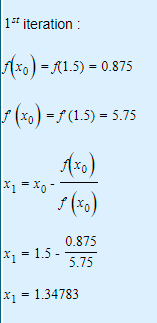 1st iteration :
f(x₀) = f(1.5) = 0.875
f'(x₀) = f'(1.5) = 5.75
x₁ = x₀ - f(x₀) / f'(x₀)
x₁ = 1.5 - 0.875 / 5.75
x₁ = 1.34783